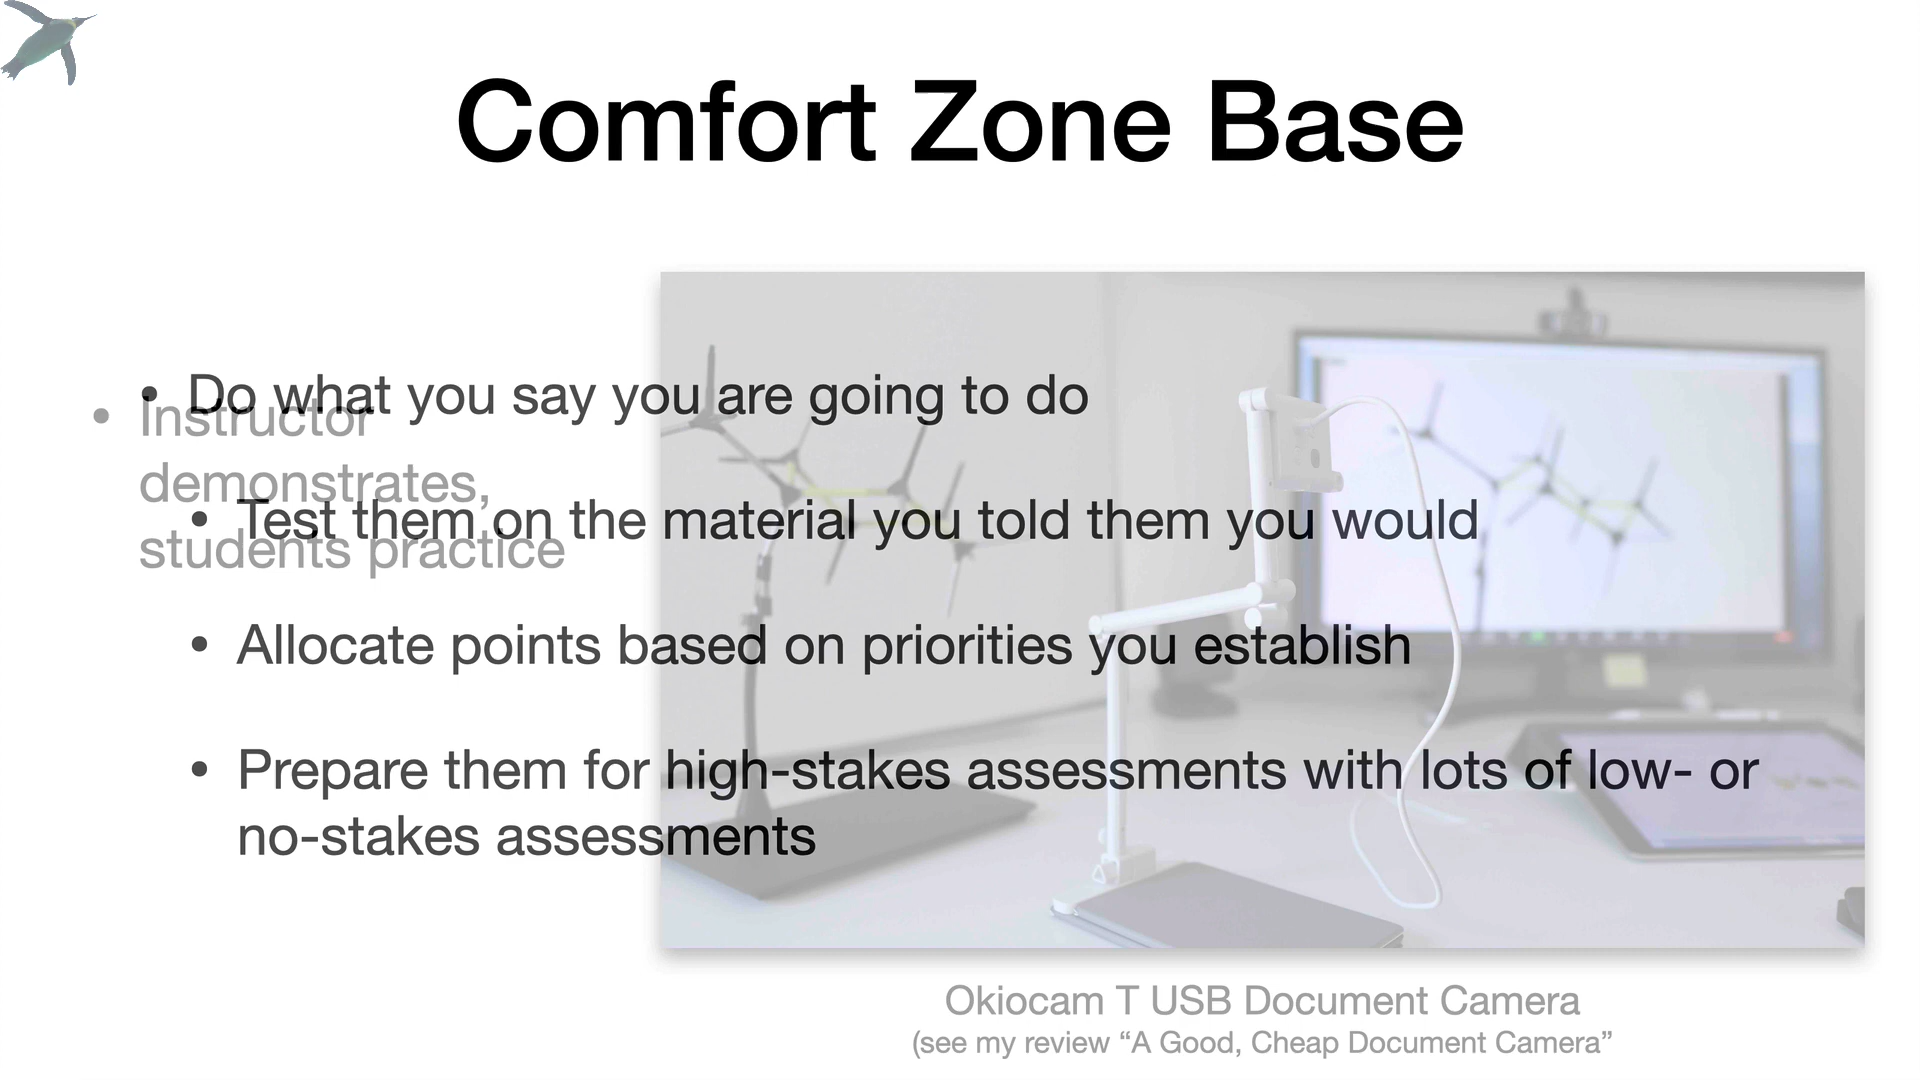 Comfort Zone Base
• Do what you say you are going to do
• Instructor
demonstrates,
students practice
• Test them on the material you told them you would
• Allocate points based on priorities you establish
• Prepare them for high-stakes assessments with lots of low- or
no-stakes assessments
Okiocam T USB Document Camera
(see my review “A Good, Cheap Document Camera”